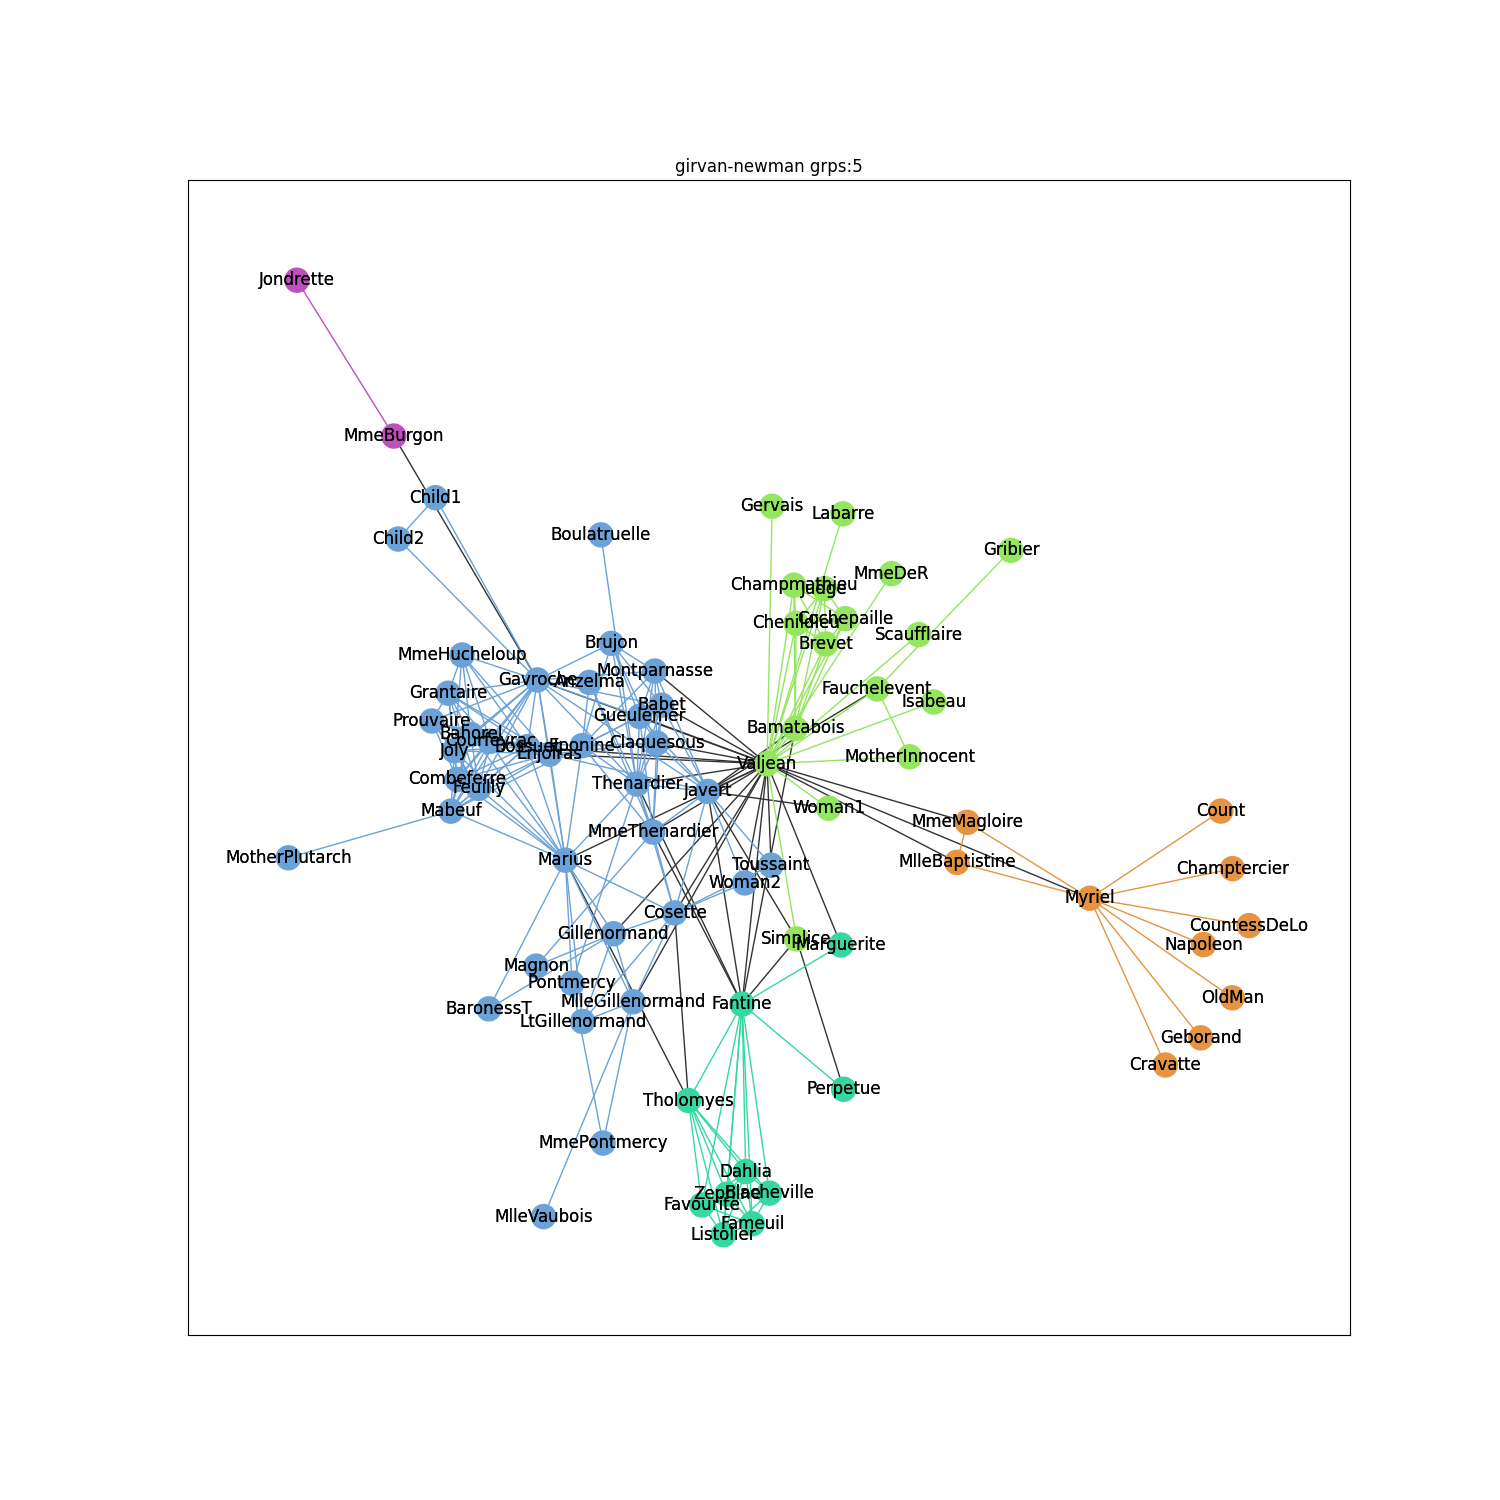 girvan-newman grps:5
Jondrette
MmeBurgon
Child1
Gervais
Labarre
Child2
Boulatruelle
Gribier
MmeDeR
Champmathieu
Judge
Cochepaille
Chenildieu
Scaufflaire
Brevet
Brujon
MmeHucheloup
Montparnasse
Gavroche
Anzelma
Fauchelevent
Grantaire
Isabeau
Babet
Gueulemer
Prouvaire
Bamatabois
Bahorel
Courfeyrac
Claquesous
Bossuet
Eponine
Joly
Enjolras
MotherInnocent
Valjean
Combeferre
Thenardier
Feuilly
Javert
Woman1
Mabeuf
Count
MmeMagloire
MmeThenardier
MotherPlutarch
Marius
MlleBaptistine
Toussaint
Champtercier
Woman2
Myriel
Cosette
CountessDeLo
Gillenormand
Simplice
Marguerite
Napoleon
Magnon
Pontmercy
OldMan
MlleGillenormand
Fantine
BaronessT
LtGillenormand
Geborand
Cravatte
Perpetue
Tholomyes
MmePontmercy
Dahlia
Zephine
Blacheville
Favourite
MlleVaubois
Fameuil
Listolier